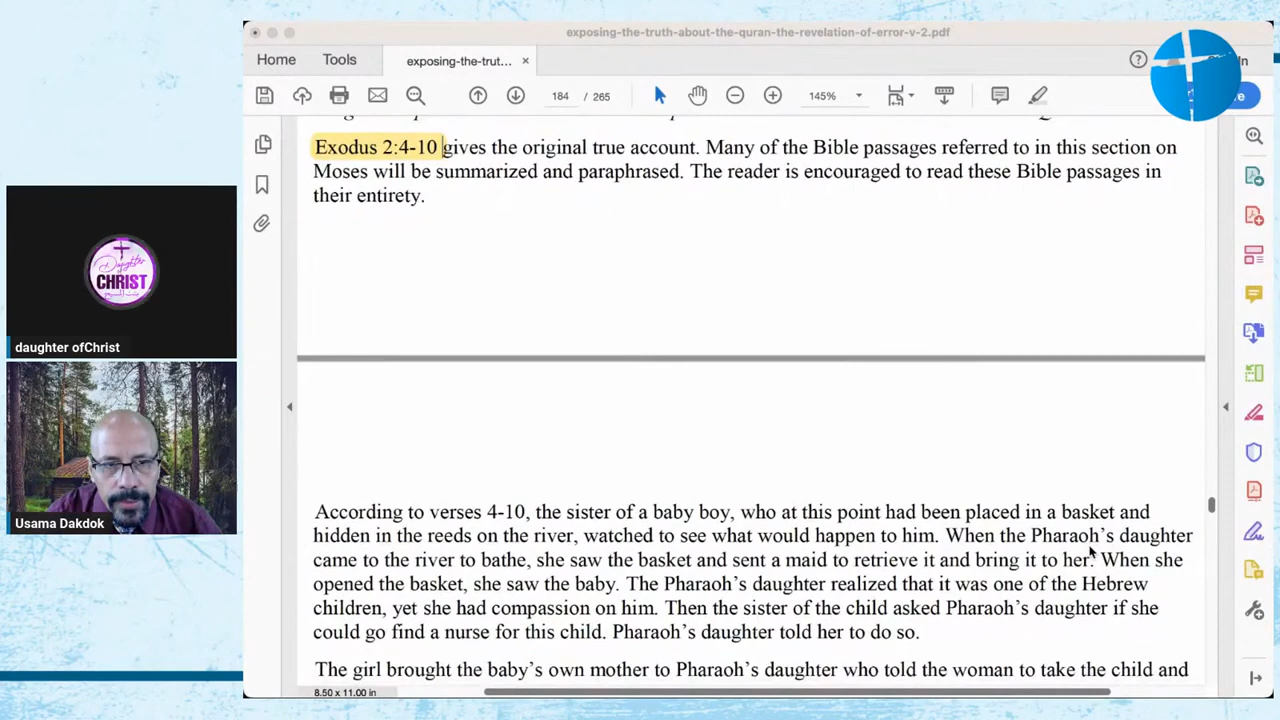 exposing-the-truth-about-the-quran-the-revelation-of-error-v-2.pdf
Home
Tools
exposing-the-trut...
184 / 265
145%
Exodus 2:4-10 gives the original true account. Many of the Bible passages referred to in this section on
Moses will be summarized and paraphrased. The reader is encouraged to read these Bible passages in
their entirety.
Daughter
CHRIST
daughter ofChrist
Usama Dakdok
According to verses 4-10, the sister of a baby boy, who at this point had been placed in a basket and
hidden in the reeds on the river, watched to see what would happen to him. When the Pharaoh's daughter
came to the river to bathe, she saw the basket and sent a maid to retrieve it and bring it to her. When she
opened the basket, she saw the baby. The Pharaoh's daughter realized that it was one of the Hebrew
children, yet she had compassion on him. Then the sister of the child asked Pharaoh's daughter if she
could go find a nurse for this child. Pharaoh's daughter told her to do so.
The girl brought the baby's own mother to Pharaoh's daughter who told the woman to take the child and
8.50 x 11.00 in